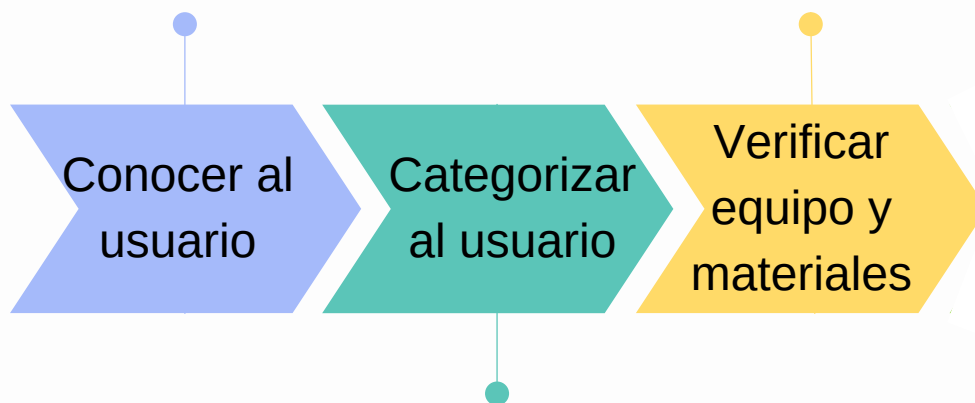 Conocer al
usuario
Categorizar
al usuario
Verificar
equipo y
materiales